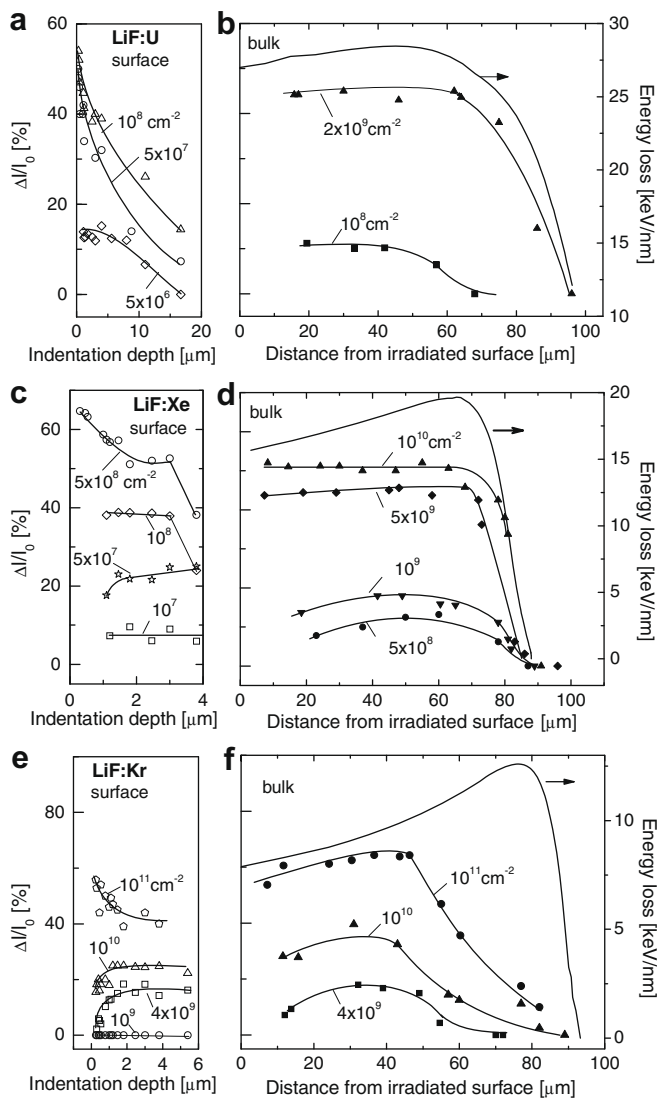 a
LiF:U
surface
10⁸ cm⁻²
5x10⁷
5x10⁶
ΔI/I₀ [%]
60
40
20
0
0 10 20
Indentation depth [μm]
b
bulk
2x10⁹cm⁻²
10⁸cm⁻²
30
25
20
15
10
Energy loss [keV/nm]
0 20 40 60 80 100
Distance from irradiated surface [μm]
c
LiF:Xe
surface
5x10⁸ cm⁻²
10⁸
5x10⁷
10⁷
ΔI/I₀ [%]
60
40
20
0
0 2 4
Indentation depth [μm]
d
bulk
10¹⁰cm⁻²
5x10⁹
10⁹
5x10⁸
20
15
10
5
0
Energy loss [keV/nm]
0 20 40 60 80 100
Distance from irradiated surface [μm]
e
LiF:Kr
surface
10¹¹cm⁻²
10¹⁰
10⁹
4x10⁹
ΔI/I₀ [%]
80
40
0
0 2 4 6
Indentation depth [μm]
f
bulk
10¹¹cm⁻²
10¹⁰
4x10⁹
10
5
0
Energy loss [keV/nm]
0 20 40 60 80 100
Distance from irradiated surface [μm]